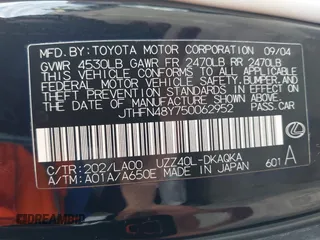 MFD.BY: TOYOTA MOTOR CORPORATION 09/04
GVWR 4530LB GAWR FR 2470LB RR 2470LB
THIS VEHICLE CONFORMS TO ALL APPLICABLE
FEDERAL MOTOR VEHICLE SAFETY, BUMPER, AND
THEFT PREVENTION STANDARDS IN EFFECT ON
THE DATE OF MANUFACTURE SHOWN ABOVE.
JTHFN48Y750062952 PASS.CAR
C/TR: 202/LA00 UZZ40L-DKAQKA
A/TM: A01A/A650E MADE IN JAPAN 601 A